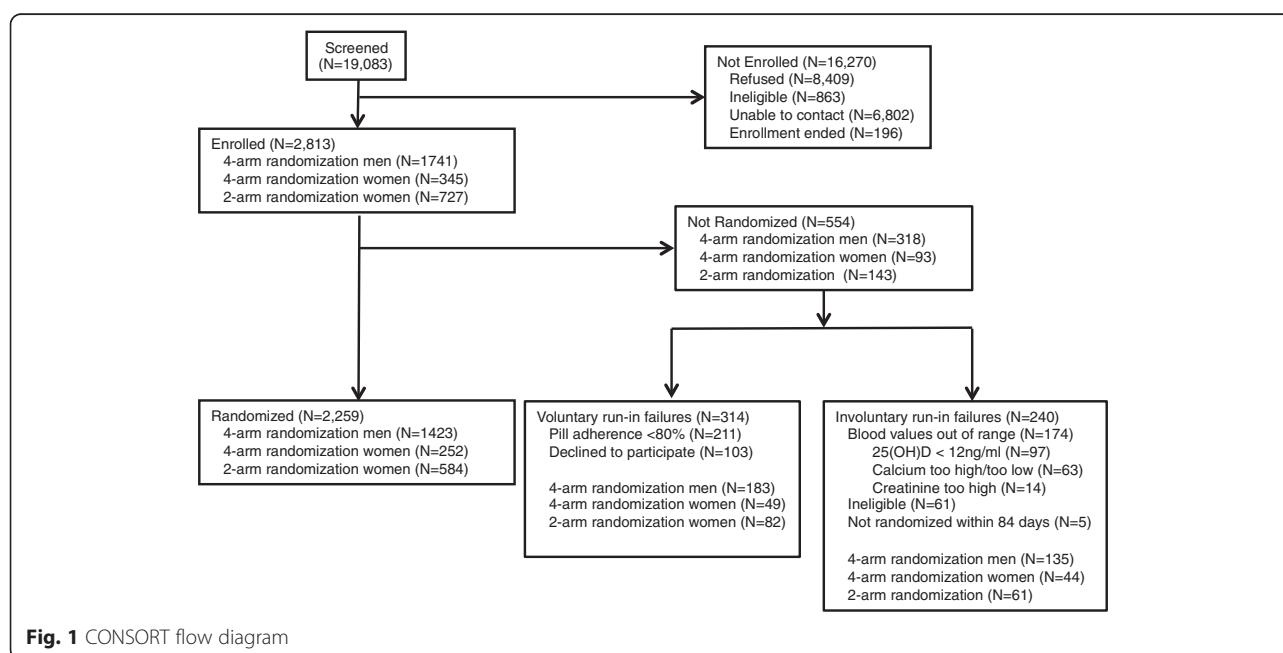 Screened
(N=19,083)
Not Enrolled (N=16,270)
Refused (N=8,409)
Ineligible (N=863)
Unable to contact (N=6,802)
Enrollment ended (N=196)
Enrolled (N=2,813)
4-arm randomization men (N=1741)
4-arm randomization women (N=345)
2-arm randomization women (N=727)
Not Randomized (N=554)
4-arm randomization men (N=318)
4-arm randomization women (N=93)
2-arm randomization (N=143)
Randomized (N=2,259)
4-arm randomization men (N=1423)
4-arm randomization women (N=252)
2-arm randomization women (N=584)
Voluntary run-in failures (N=314)
Pill adherence <80% (N=211)
Declined to participate (N=103)
4-arm randomization men (N=183)
4-arm randomization women (N=49)
2-arm randomization women (N=82)
Involuntary run-in failures (N=240)
Blood values out of range (N=174)
25(OH)D < 12ng/ml (N=97)
Calcium too high/too low (N=63)
Creatinine too high (N=14)
Ineligible (N=61)
Not randomized within 84 days (N=5)
4-arm randomization men (N=135)
4-arm randomization women (N=44)
2-arm randomization (N=61)
Fig. 1 CONSORT flow diagram